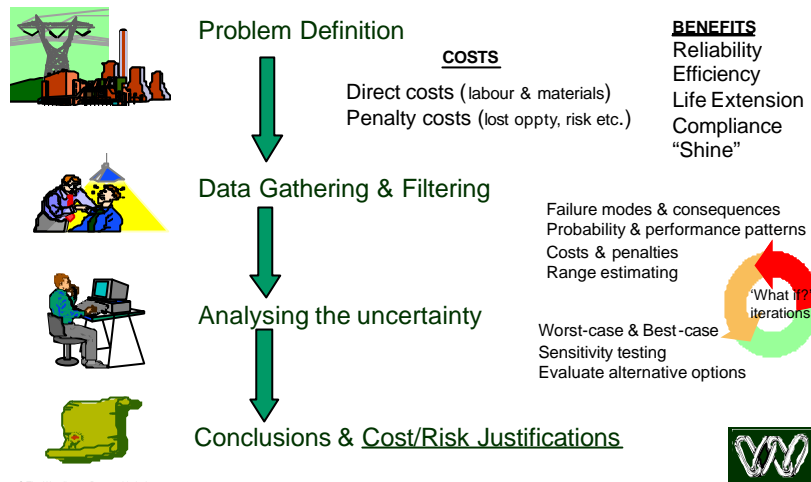 Problem Definition
COSTS
Direct costs (labour & materials)
Penalty costs (lost oppty, risk etc.)
BENEFITS
Reliability
Efficiency
Life Extension
Compliance
“Shine”
Data Gathering & Filtering
Failure modes & consequences
Probability & performance patterns
Costs & penalties
Range estimating
‘What if?’
iterations
Analysing the uncertainty
Worst-case & Best-case
Sensitivity testing
Evaluate alternative options
Conclusions & Cost/Risk Justifications